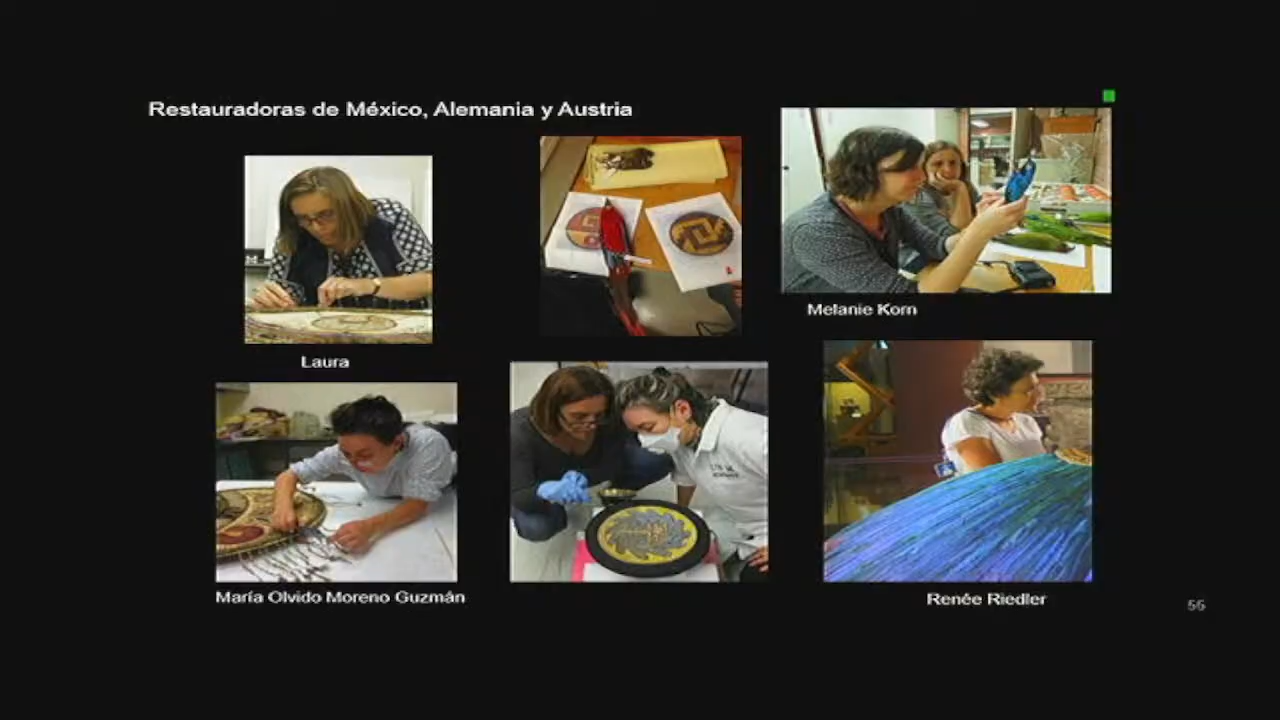 Restauradoras de México, Alemania y Austria
Melanie Korn
Laura
María Olvido Moreno Guzmán
Renée Riedler
56